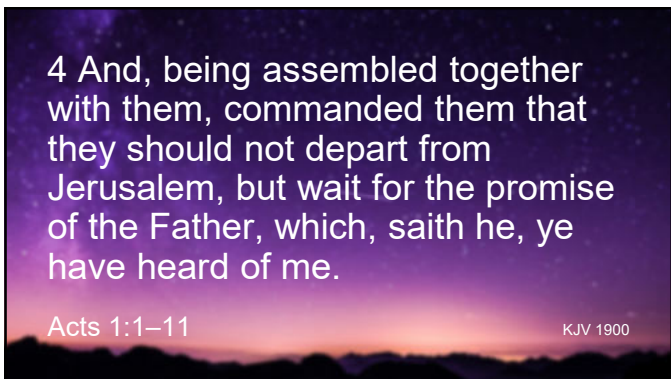 4 And, being assembled together
with them, commanded them that
they should not depart from
Jerusalem, but wait for the promise
of the Father, which, saith he, ye
have heard of me.
Acts 1:1–11
KJV 1900